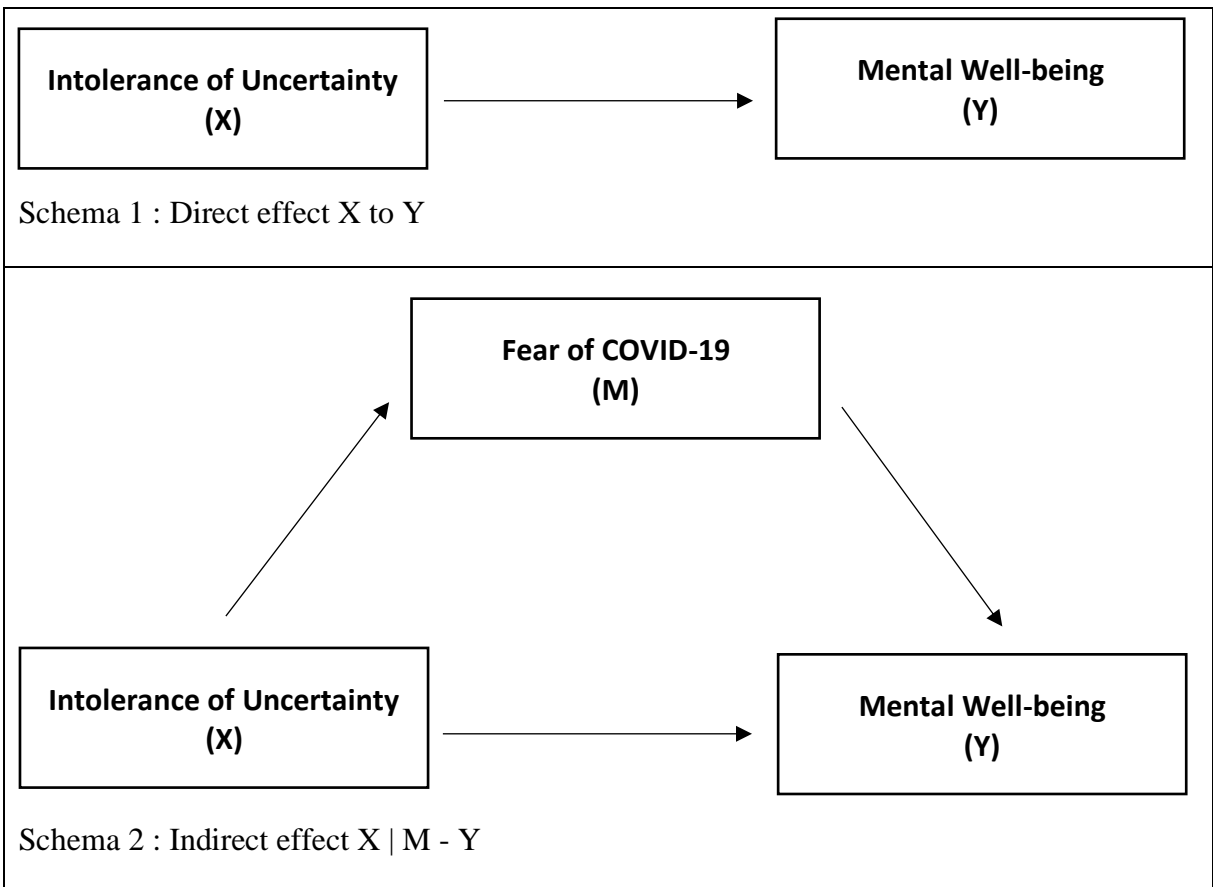 Intolerance of Uncertainty
(X)
Mental Well-being
(Y)
Schema 1 : Direct effect X to Y
Fear of COVID-19
(M)
Intolerance of Uncertainty
(X)
Mental Well-being
(Y)
Schema 2 : Indirect effect X | M - Y